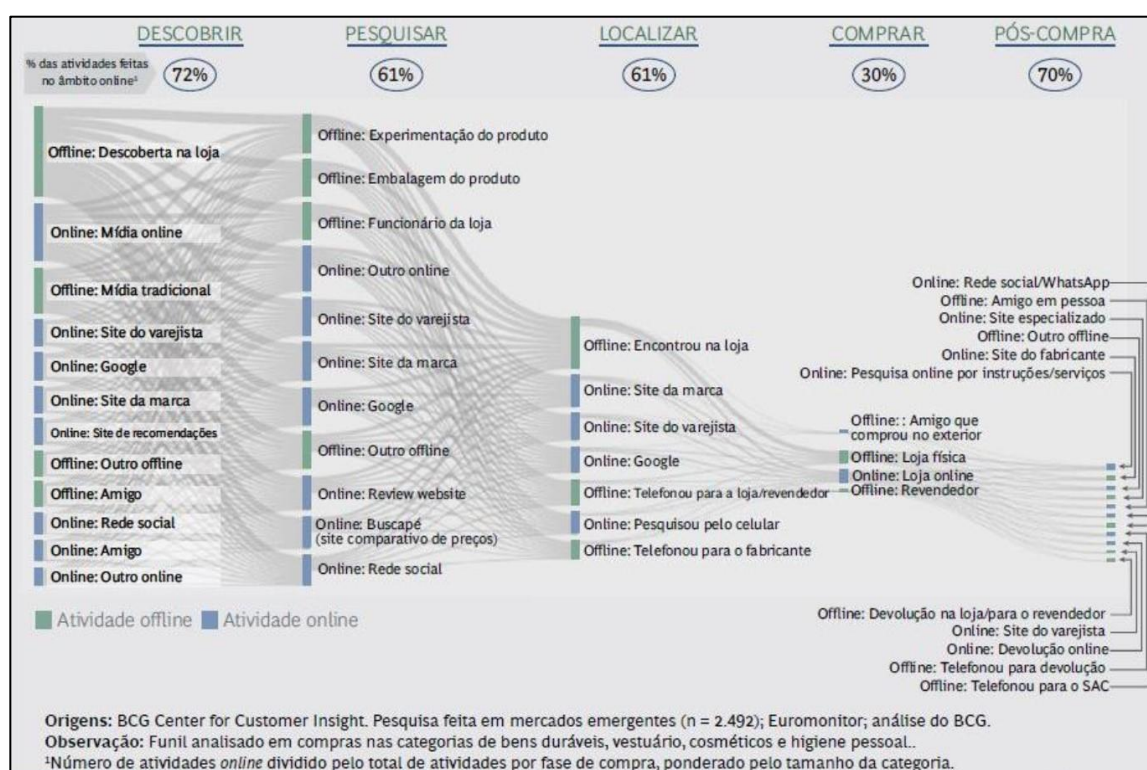 DESCOBRIR
PESQUISAR
LOCALIZAR
COMPRAR
PÓS-COMPRA
% das atividades feitas
no âmbito online¹
72%
61%
61%
30%
70%
Offline: Descoberta na loja
Online: Mídia online
Offline: Mídia tradicional
Online: Site do varejista
Online: Google
Online: Site da marca
Online: Site de recomendações
Offline: Outro offline
Offline: Amigo
Online: Rede social
Online: Amigo
Online: Outro online
Offline: Experimentação do produto
Offline: Embalagem do produto
Offline: Funcionário da loja
Online: Outro online
Online: Site do varejista
Online: Site da marca
Online: Google
Offline: Outro offline
Online: Review website
Online: Buscapé
(site comparativo de preços)
Online: Rede social
Offline: Encontrou na loja
Online: Site da marca
Online: Site do varejista
Online: Google
Offline: Telefonou para a loja/revendedor
Online: Pesquisou pelo celular
Offline: Telefonou para o fabricante
Offline: : Amigo que
comprou no exterior
Offline: Loja física
Online: Loja online
Offline: Revendedor
Online: Rede social/WhatsApp
Offline: Amigo em pessoa
Online: Site especializado
Offline: Outro offline
Online: Site do fabricante
Online: Pesquisa online por instruções/serviços
Offline: Devolução na loja/para o revendedor
Online: Site do varejista
Online: Devolução online
Offline: Telefonou para devolução
Offline: Telefonou para o SAC
Atividade offline
Atividade online
Origens: BCG Center for Customer Insight. Pesquisa feita em mercados emergentes (n = 2.492); Euromonitor; análise do BCG.
Observação: Funil analisado em compras nas categorias de bens duráveis, vestuário, cosméticos e higiene pessoal..
¹Número de atividades online dividido pelo total de atividades por fase de compra, ponderado pelo tamanho da categoria.